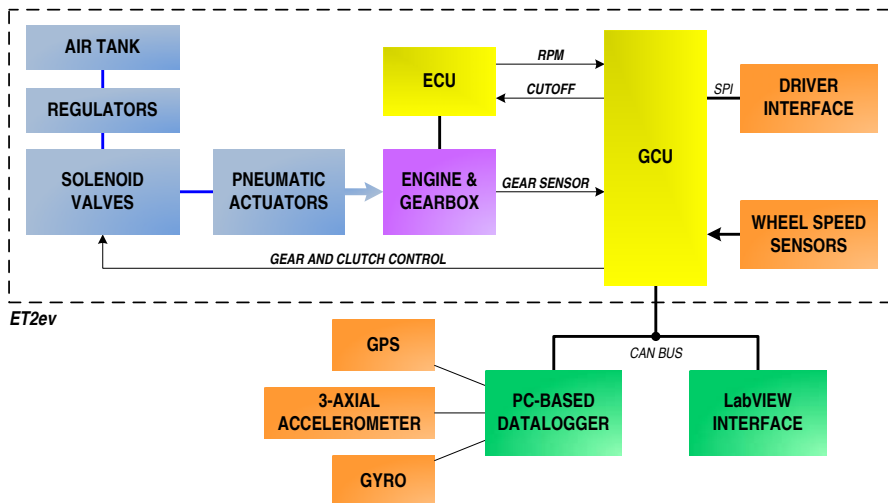 AIR TANK
REGULATORS
SOLENOID
VALVES
PNEUMATIC
ACTUATORS
ECU
ENGINE &
GEARBOX
RPM
CUTOFF
GEAR SENSOR
GEAR AND CLUTCH CONTROL
GCU
SPI
DRIVER
INTERFACE
WHEEL SPEED
SENSORS
ET2ev
CAN BUS
GPS
3-AXIAL
ACCELEROMETER
GYRO
PC-BASED
DATALOGGER
LabVIEW
INTERFACE